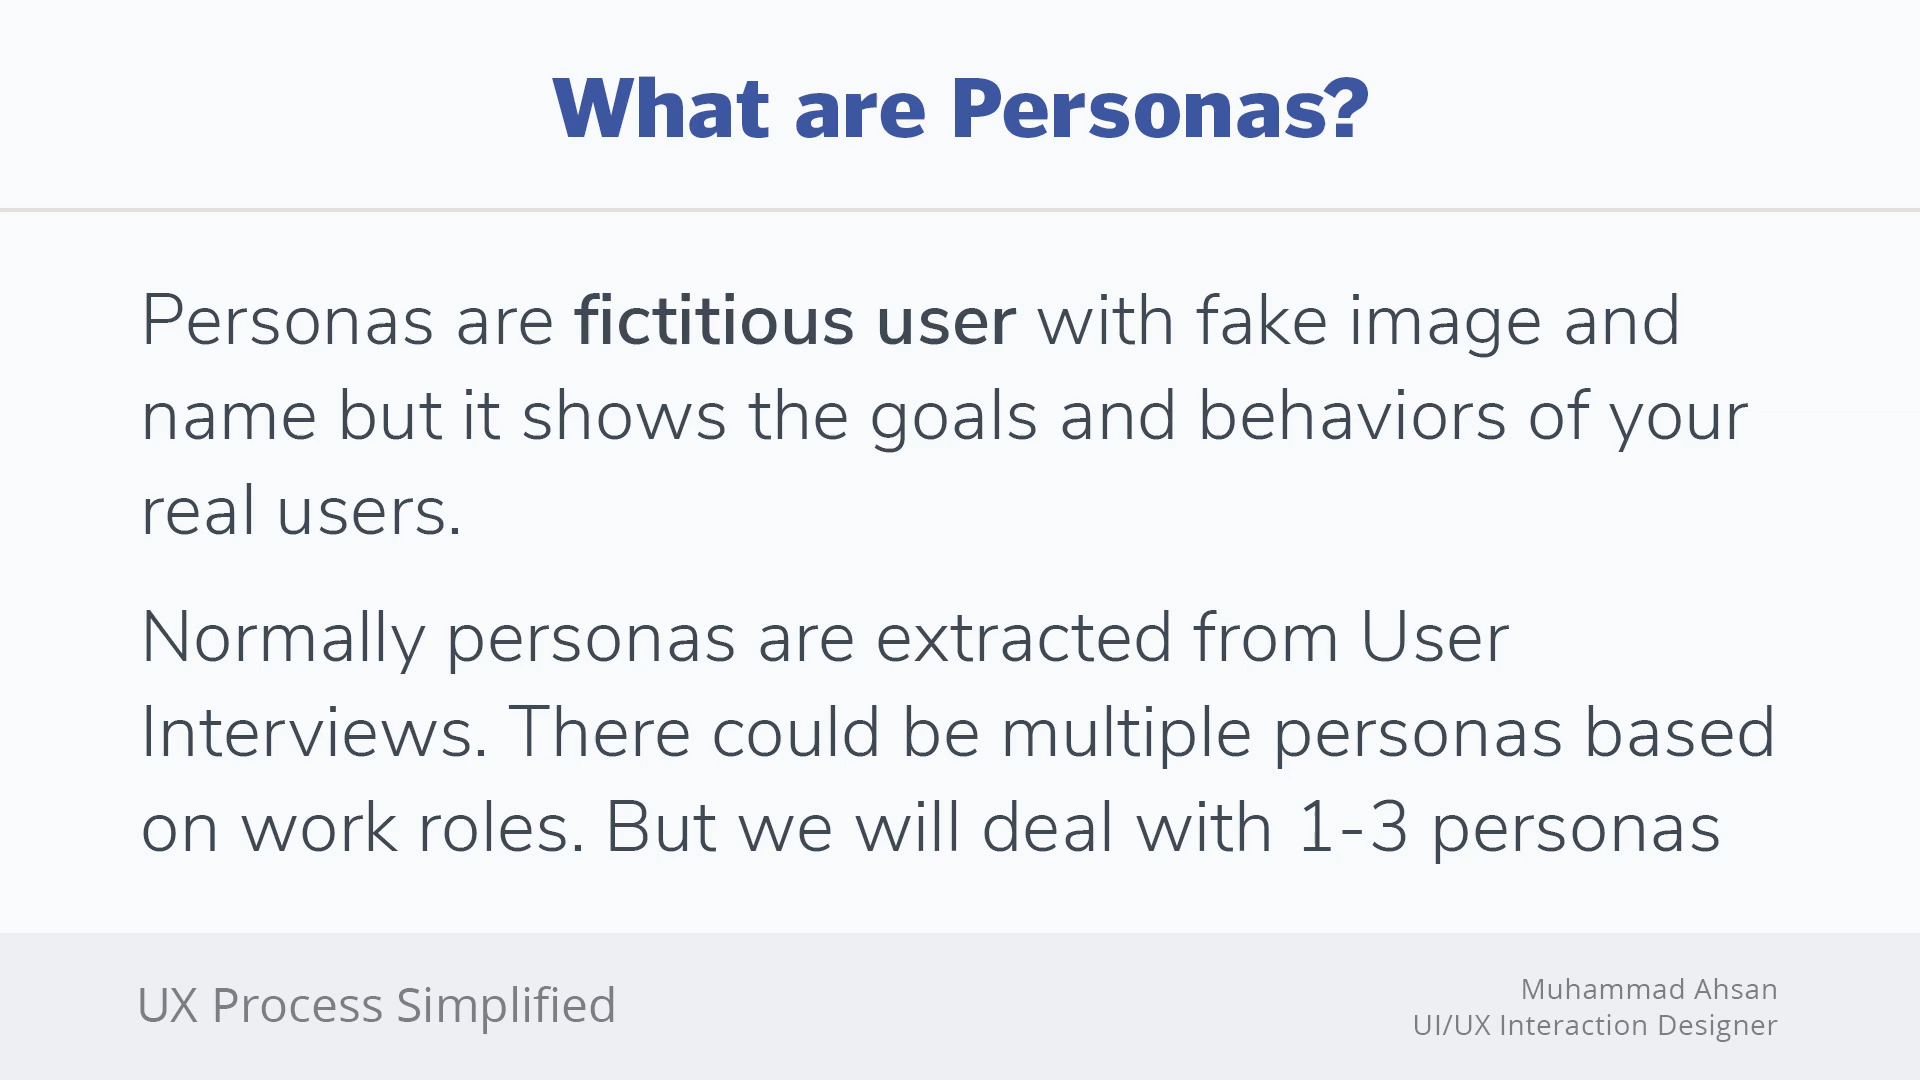 What are Personas?
Personas are fictitious user with fake image and
name but it shows the goals and behaviors of your
real users.
Normally personas are extracted from User
Interviews. There could be multiple personas based
on work roles. But we will deal with 1-3 personas
UX Process Simplified
Muhammad Ahsan
UI/UX Interaction Designer